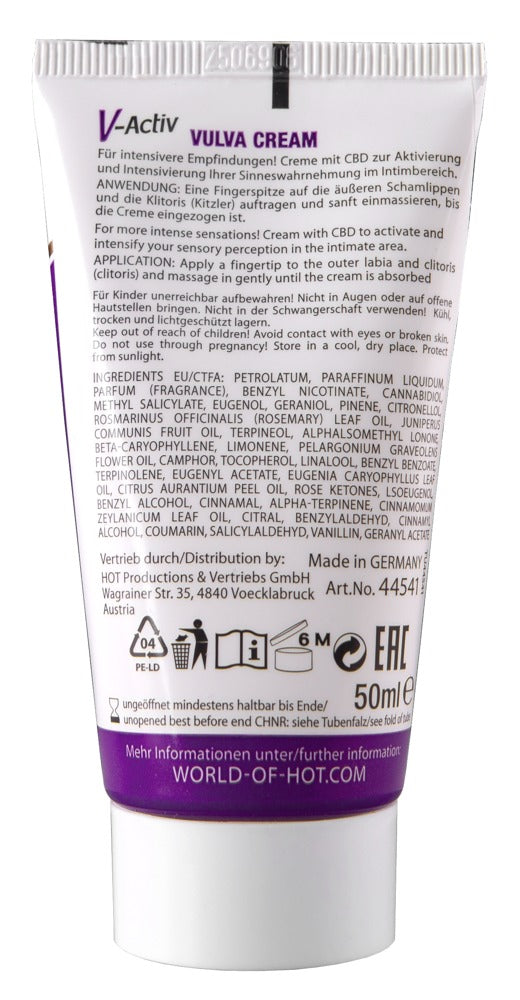 2506906
V-Activ VULVA CREAM
Für intensivere Empfindungen! Creme mit CBD zur Aktivierung
und Intensivierung Ihrer Sinneswahrnehmung im Intimbereich.
ANWENDUNG: Eine Fingerspitze auf die äußeren Schamlippen
und die Klitoris (Kitzler) auftragen und sanft einmassieren, bis
die Creme eingezogen ist.
For more intense sensations! Cream with CBD to activate and
intensify your sensory perception in the intimate area.
APPLICATION: Apply a fingertip to the outer labia and clitoris
(clitoris) and massage in gently until the cream is absorbed
Für Kinder unerreichbar aufbewahren! Nicht in Augen oder auf offene
Hautstellen bringen. Nicht in der Schwangerschaft verwenden! Kühl,
trocken und lichtgeschützt lagern.
Keep out of reach of children! Avoid contact with eyes or broken skin.
Do not use through pregnancy! Store in a cool, dry place. Protect
from sunlight.
INGREDIENTS EU/CTFA: PETROLATUM, PARAFFINUM LIQUIDUM,
PARFUM (FRAGRANCE), BENZYL NICOTINATE, CANNABIDIOL,
METHYL SALICYLATE, EUGENOL, GERANIOL, PINENE, CITRONELLOL,
ROSMARINUS OFFICINALIS (ROSEMARY) LEAF OIL, JUNIPERUS
COMMUNIS FRUIT OIL, TERPINEOL, ALPHALSOMETHYL LONONE,
BETA-CARYOPHYLLENE, LIMONENE, PELARGONIUM GRAVEOLENS
FLOWER OIL, CAMPHOR, TOCOPHEROL, LINALOOL, BENZYL BENZOATE,
TERPINOLENE, EUGENYL ACETATE, EUGENIA CARYOPHYLLUS LEAF
OIL, CITRUS AURANTIUM PEEL OIL, ROSE KETONES, LSOEUGENOL,
BENZYL ALCOHOL, CINNAMAL, ALPHA-TERPINENE, CINNAMOMUM
ZEYLANICUM LEAF OIL, CITRAL, BENZYLALDEHYD, CINNAMYL
ALCOHOL, COUMARIN, SALICYLALDEHYD, VANILLIN, GERANYL ACETATE
Vertrieb durch/Distribution by:
HOT Productions & Vertriebs GmbH
Wagrainer Str. 35, 4840 Voecklabruck
Austria
Made in GERMANY
Art.No. 44541
04
PE-LD
i
6 M
EAC
50ml e
ungeöffnet mindestens haltbar bis Ende/
unopened best before end CHNR: siehe Tubenfalz/see fold of tube
Mehr Informationen unter/further information:
WORLD-OF-HOT.COM